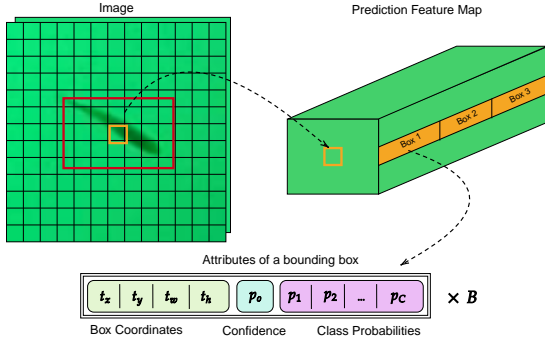 Image
Prediction Feature Map
Box 1 Box 2 Box 3
Attributes of a bounding box
t_x t_y t_w t_h p_o p_1 p_2 ... p_C × B
Box Coordinates Confidence Class Probabilities